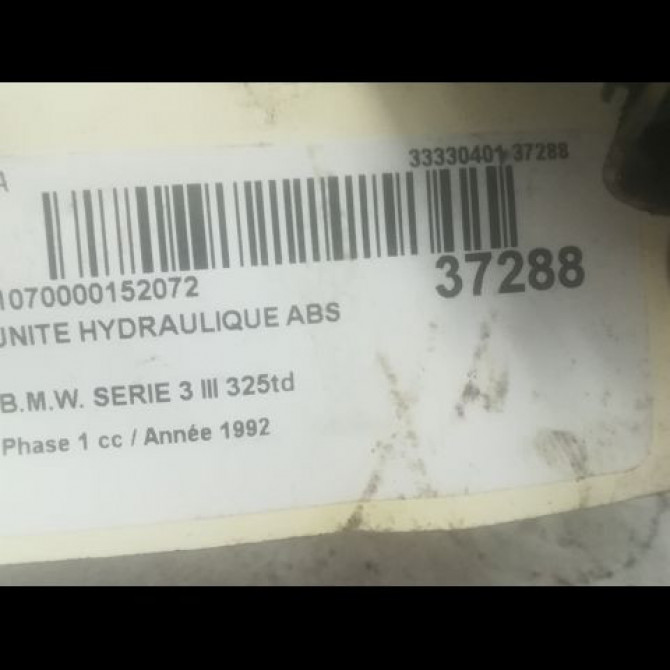 A
33330401 37288
1070000152072
37288
UNITE HYDRAULIQUE ABS
B.M.W. SERIE 3 III 325td
Phase 1 cc / Année 1992